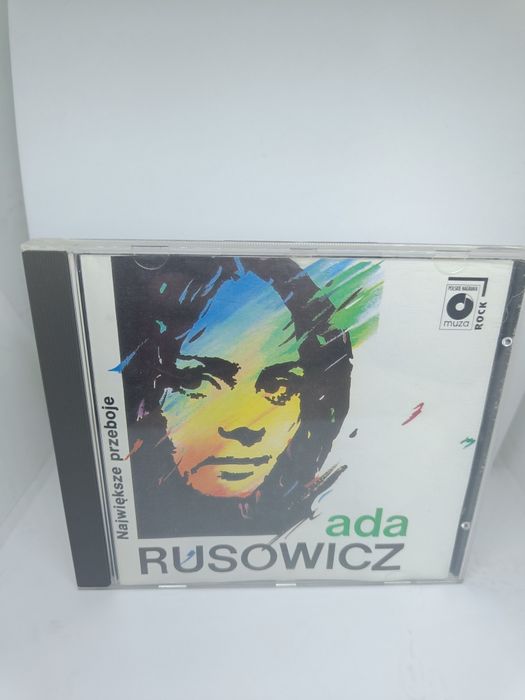 POLSKIE NAGRANIA
muza
ROCK
Największe przeboje
ada
RUSOWICZ